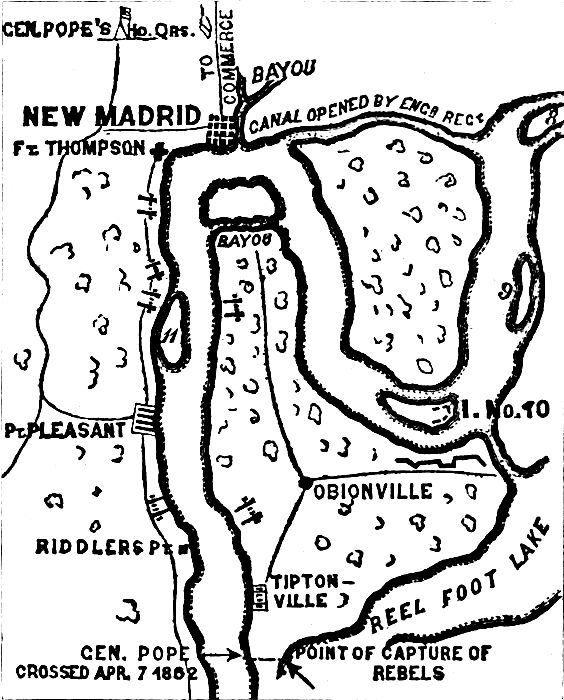 GEN. POPE'S HD. QRS.
TO COMMERCE
BAYOU
NEW MADRID
CANAL OPENED BY ENGR REGT
8
FT THOMPSON
BAYOU
9
11
I. No. 10
PT PLEASANT
OBIONVILLE
RIDDLERS PT
REEL FOOT LAKE
TIPTON-
VILLE
GEN. POPE
CROSSED APR. 7 1862
POINT OF CAPTURE OF
REBELS